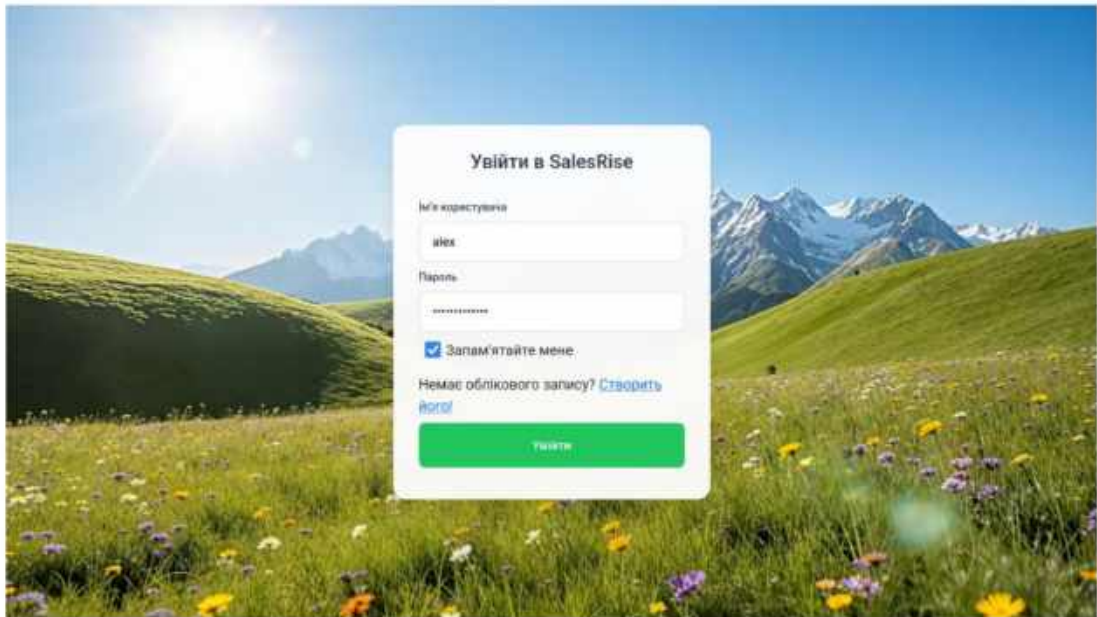 Увійти в SalesRise
Ім'я користувача
alex
Пароль
Запам'ятайте мене
Немає облікового запису? Створить
його!
Увійти